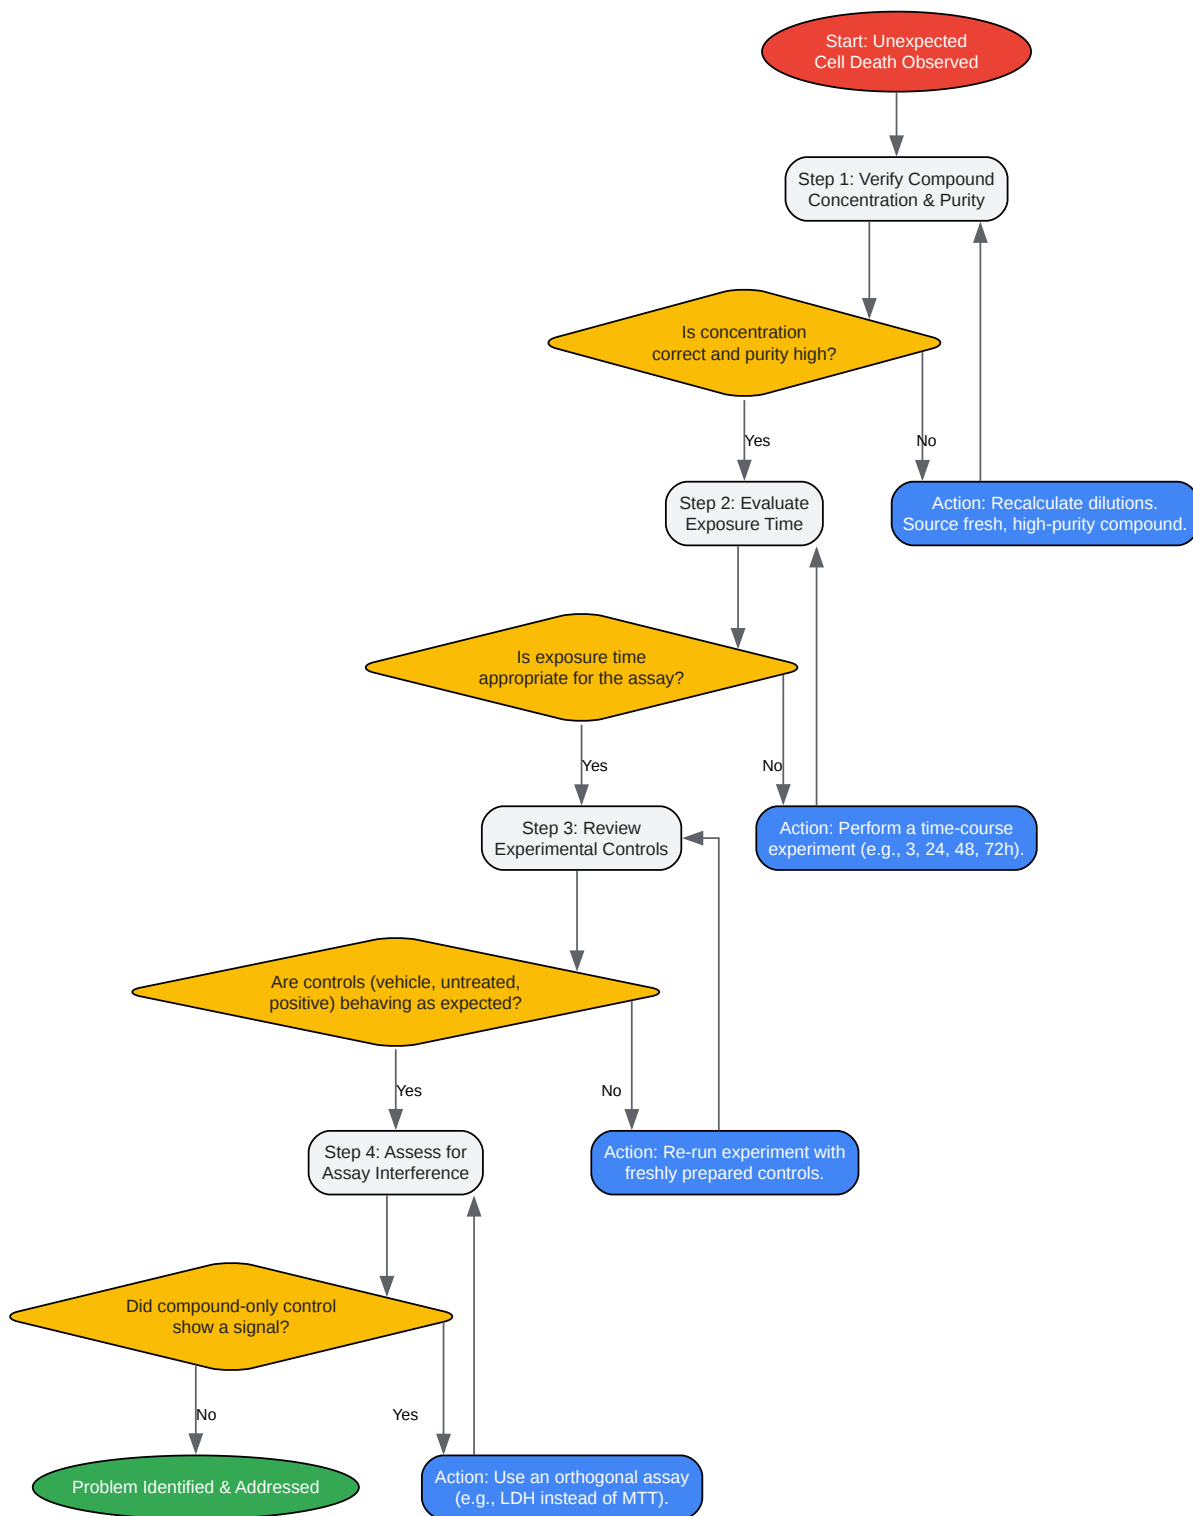 Start: Unexpected
Cell Death Observed
Step 1: Verify Compound
Concentration & Purity
Is concentration
correct and purity high?
Yes
No
Step 2: Evaluate
Exposure Time
Action: Recalculate dilutions.
Source fresh, high-purity compound.
Is exposure time
appropriate for the assay?
Yes
No
Step 3: Review
Experimental Controls
Action: Perform a time-course
experiment (e.g., 3, 24, 48, 72h).
Are controls (vehicle, untreated,
positive) behaving as expected?
Yes
No
Step 4: Assess for
Assay Interference
Action: Re-run experiment with
freshly prepared controls.
Did compound-only control
show a signal?
No
Yes
Problem Identified & Addressed
Action: Use an orthogonal assay
(e.g., LDH instead of MTT).